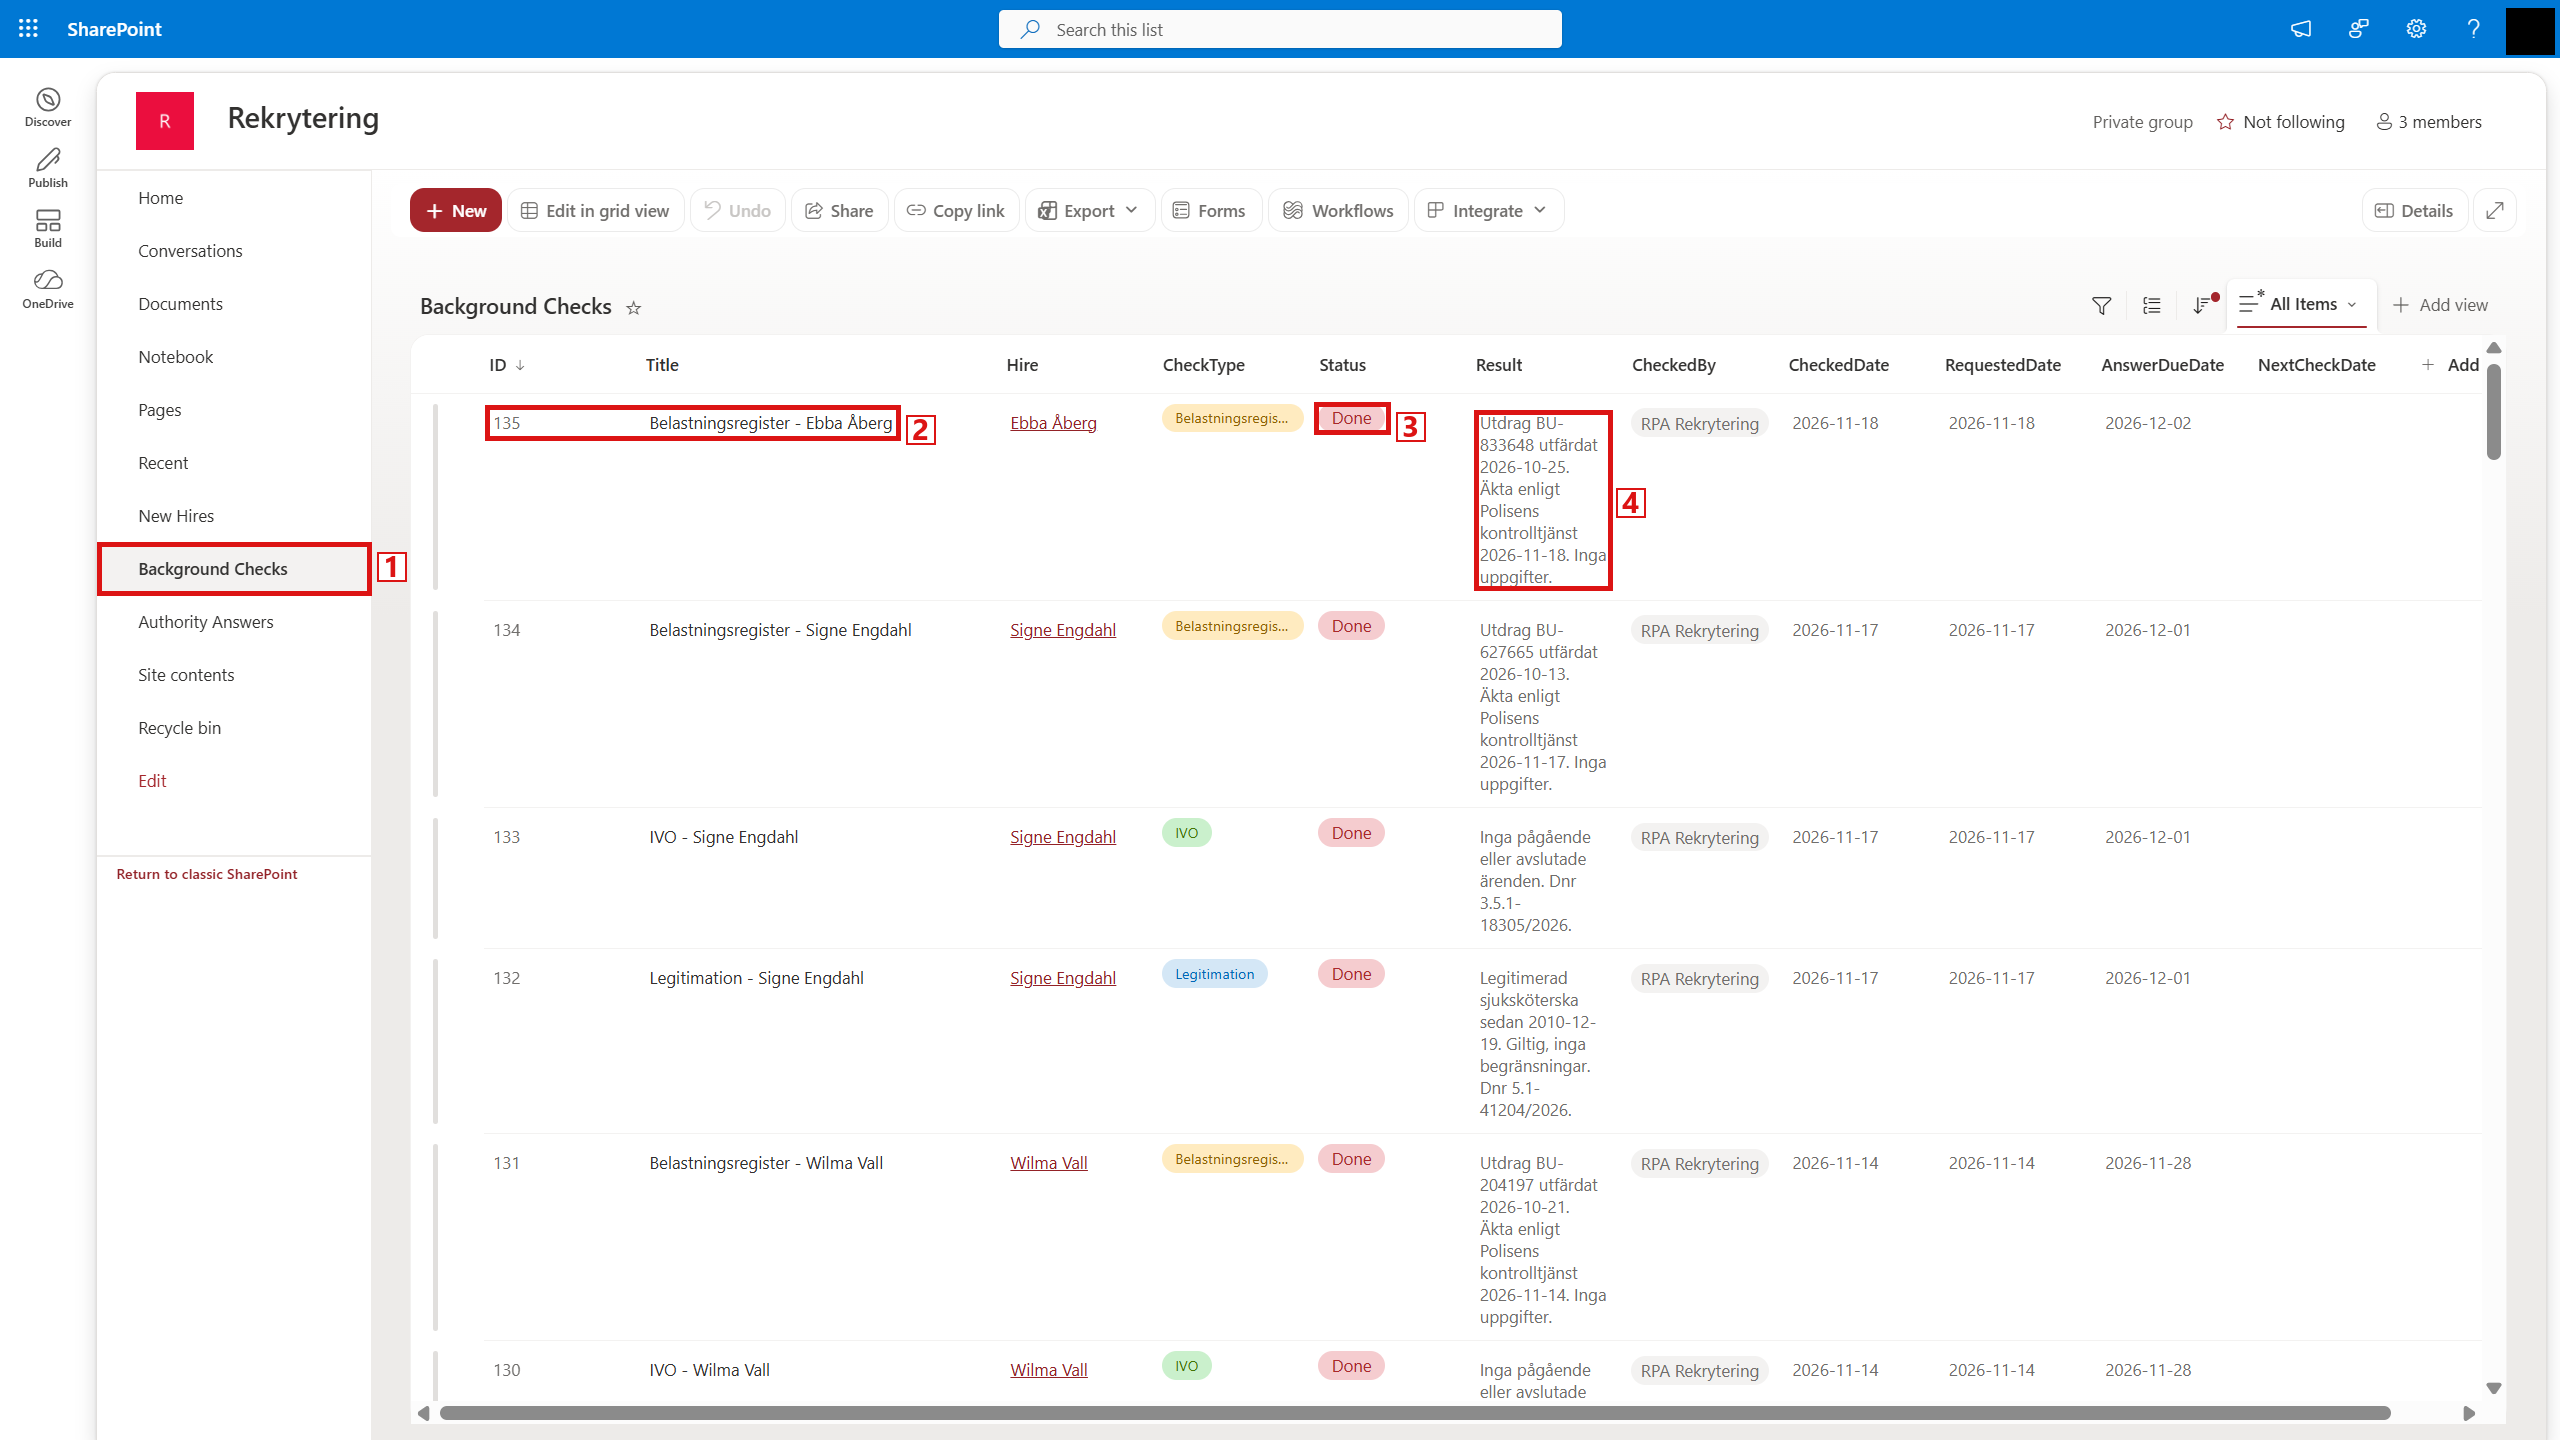 SharePoint
Search this list
Discover
Publish
Build
OneDrive
R
Rekrytering
Private group
Not following
3 members
Home
Conversations
Documents
Notebook
Pages
Recent
New Hires
Background Checks
1
Authority Answers
Site contents
Recycle bin
Edit
Return to classic SharePoint
New
Edit in grid view
Undo
Share
Copy link
Export
Forms
Workflows
Integrate
Details
Background Checks
All Items
Add view
ID Title Hire CheckType Status Result CheckedBy CheckedDate RequestedDate AnswerDueDate NextCheckDate Add
135 Belastningsregister - Ebba Åberg 2 Ebba Åberg Belastningsregis... Done 3
Utdrag BU-
833648 utfärdat
2026-10-25.
Äkta enligt
Polisens
kontrolltjänst
2026-11-18. Inga
uppgifter.
4
RPA Rekrytering 2026-11-18 2026-11-18 2026-12-02
134 Belastningsregister - Signe Engdahl Signe Engdahl Belastningsregis... Done
Utdrag BU-
627665 utfärdat
2026-10-13.
Äkta enligt
Polisens
kontrolltjänst
2026-11-17. Inga
uppgifter.
RPA Rekrytering 2026-11-17 2026-11-17 2026-12-01
133 IVO - Signe Engdahl Signe Engdahl IVO Done
Inga pågående
eller avslutade
ärenden. Dnr
3.5.1-
18305/2026.
RPA Rekrytering 2026-11-17 2026-11-17 2026-12-01
132 Legitimation - Signe Engdahl Signe Engdahl Legitimation Done
Legitimerad
sjuksköterska
sedan 2010-12-
19. Giltig, inga
begränsningar.
Dnr 5.1-
41204/2026.
RPA Rekrytering 2026-11-17 2026-11-17 2026-12-01
131 Belastningsregister - Wilma Vall Wilma Vall Belastningsregis... Done
Utdrag BU-
204197 utfärdat
2026-10-21.
Äkta enligt
Polisens
kontrolltjänst
2026-11-14. Inga
uppgifter.
RPA Rekrytering 2026-11-14 2026-11-14 2026-11-28
130 IVO - Wilma Vall Wilma Vall IVO Done
Inga pågående
eller avslutade
RPA Rekrytering 2026-11-14 2026-11-14 2026-11-28